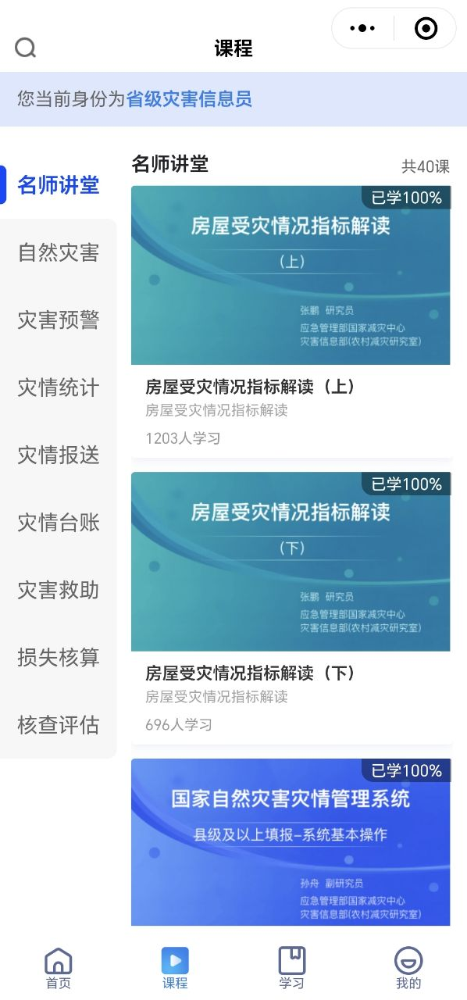 课程
您当前身份为省级灾害信息员
名师讲堂
自然灾害
灾害预警
灾情统计
灾情报送
灾情台账
灾害救助
损失核算
核查评估
名师讲堂
共40课
已学100%
房屋受灾情况指标解读
（上）
张鹏 研究员
应急管理部国家减灾中心
灾害信息部(农村减灾研究室)
房屋受灾情况指标解读（上）
房屋受灾情况指标解读
1203人学习
已学100%
房屋受灾情况指标解读
（下）
张鹏 研究员
应急管理部国家减灾中心
灾害信息部(农村减灾研究室)
房屋受灾情况指标解读（下）
房屋受灾情况指标解读
696人学习
已学100%
国家自然灾害灾情管理系统
县级及以上填报–系统基本操作
孙舟 副研究员
应急管理部国家减灾中心
灾害信息部(农村减灾研究室)
首页
课程
学习
我的